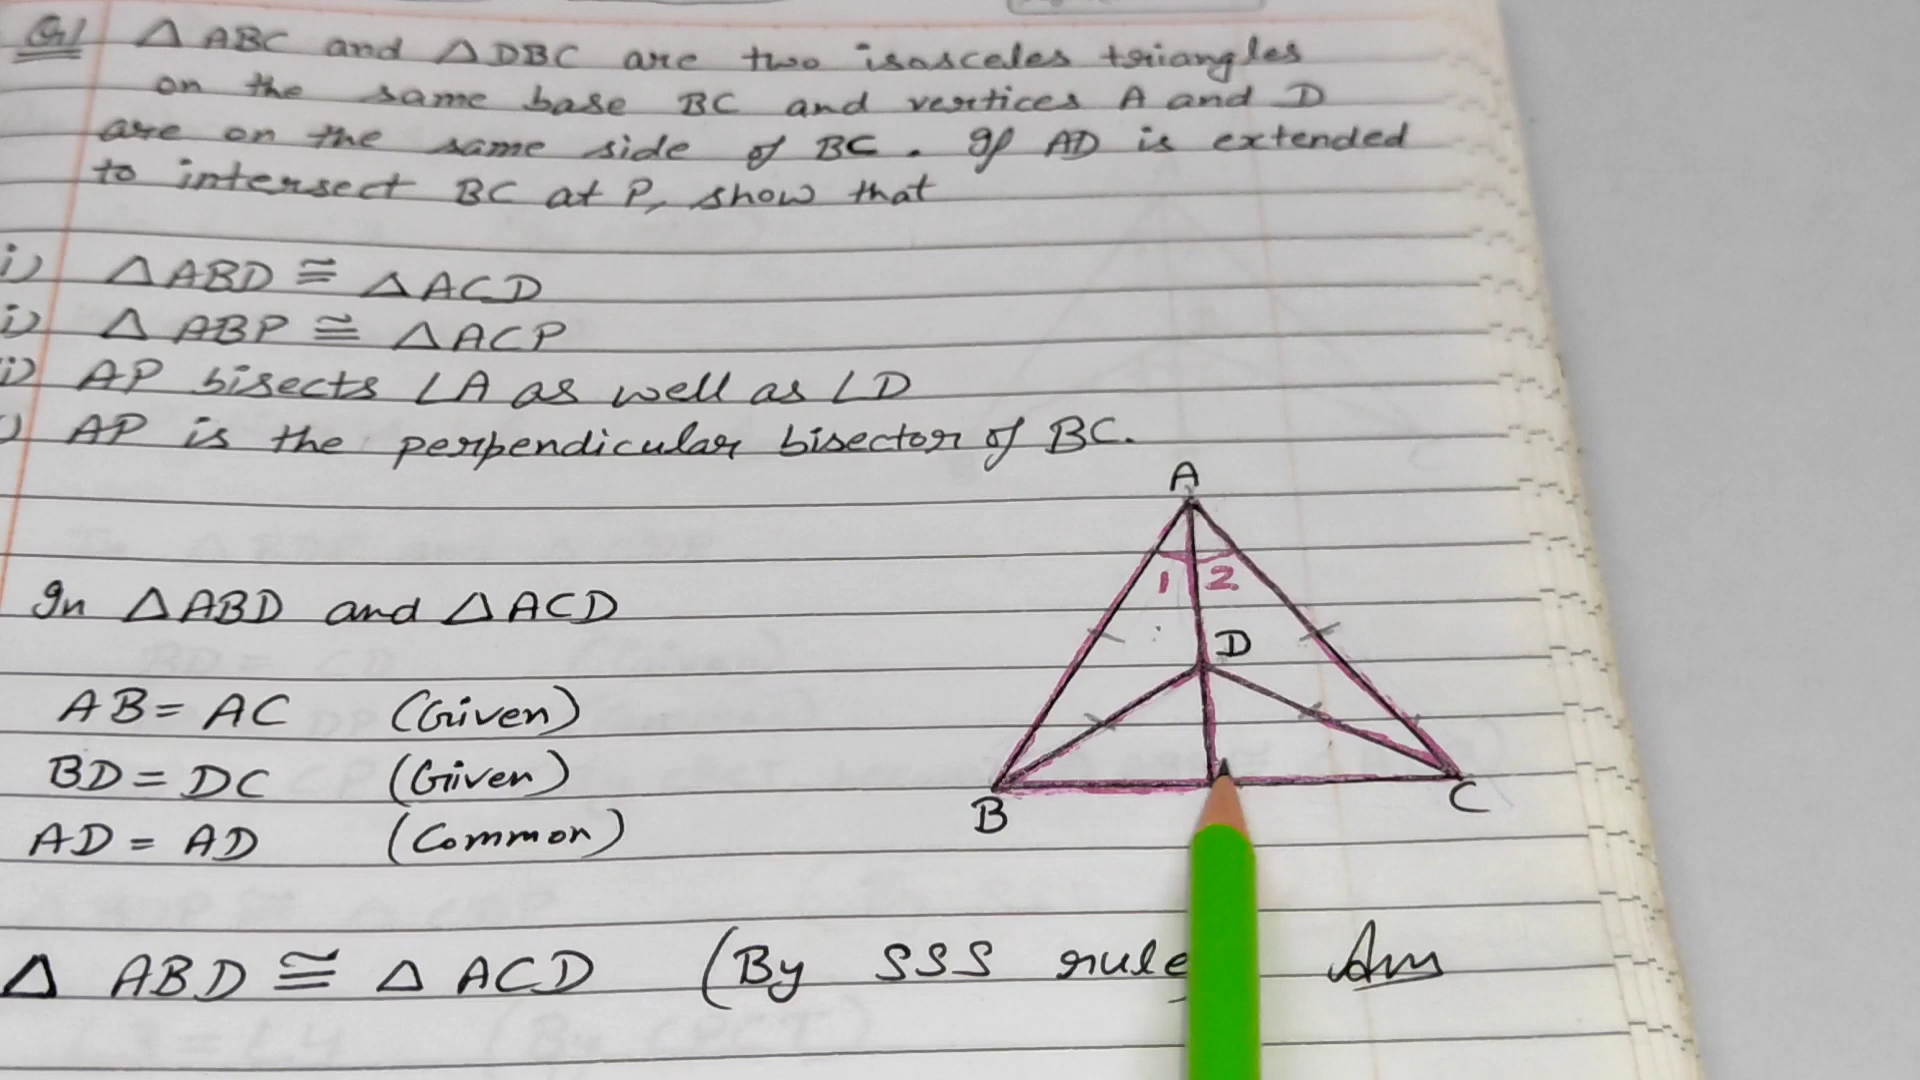 Q1 △ ABC and △ DBC are two isosceles triangles
on the same base BC and vertices A and D
are on the same side of BC. If AD is extended
to intersect BC at P, show that
i) △ ABD ≅ △ ACD
i) △ ABP ≅ △ ACP
i) AP bisects ∠A as well as ∠D
) AP is the perpendicular bisector of BC.
A
1 2
D
B
C
In △ ABD and △ ACD
AB = AC (Given)
BD = DC (Given)
AD = AD (Common)
△ ABD ≅ △ ACD (By SSS rule Ans